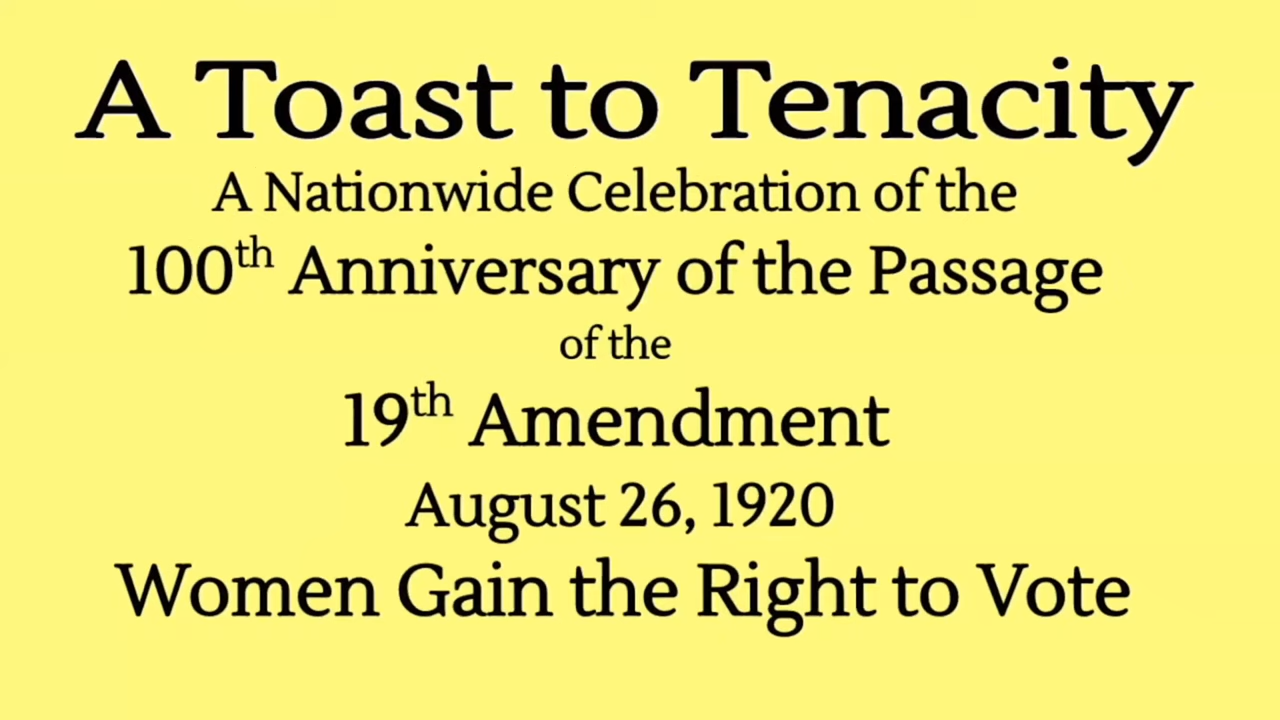 A Toast to Tenacity
A Nationwide Celebration of the
100th Anniversary of the Passage
of the
19th Amendment
August 26, 1920
Women Gain the Right to Vote